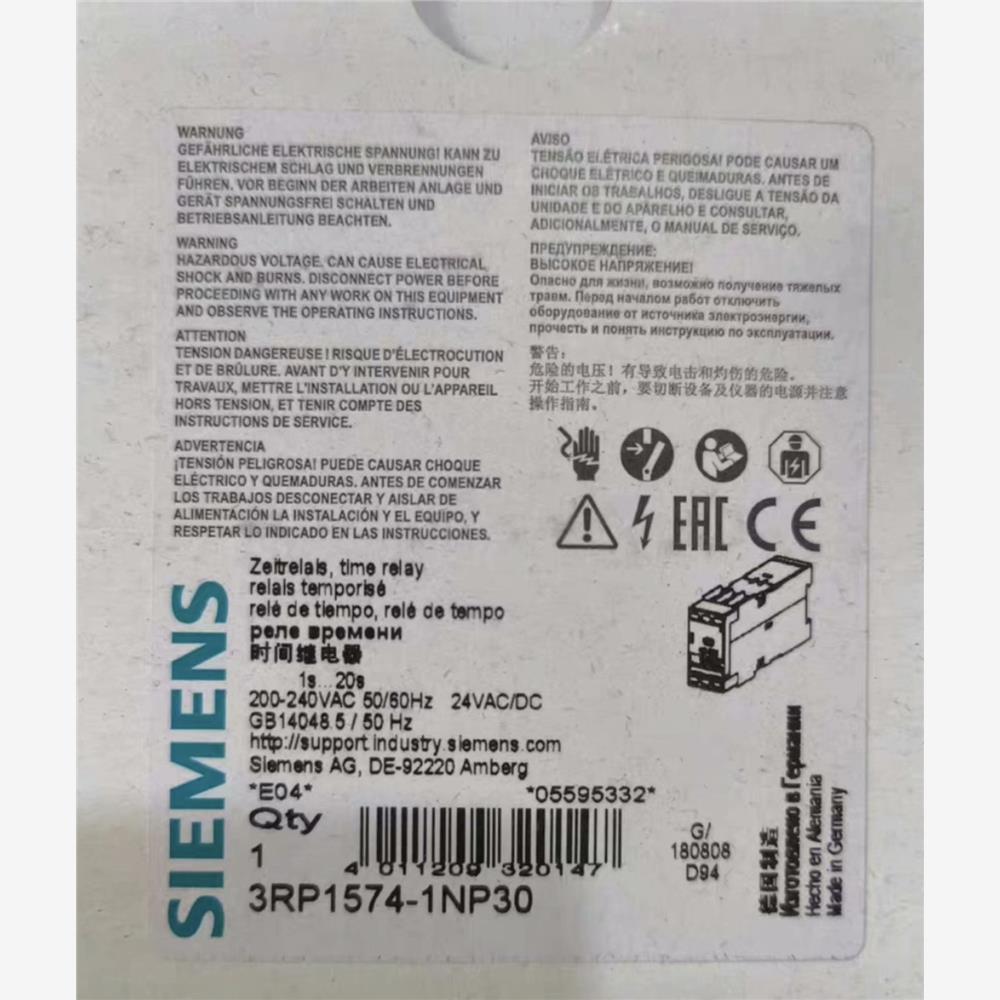 WARNUNG
GEFÄHRLICHE ELEKTRISCHE SPANNUNG! KANN ZU
ELEKTRISCHEM SCHLAG UND VERBRENNUNGEN
FÜHREN. VOR BEGINN DER ARBEITEN ANLAGE UND
GERÄT SPANNUNGSFREI SCHALTEN UND
BETRIEBSANLEITUNG BEACHTEN.
WARNING
HAZARDOUS VOLTAGE. CAN CAUSE ELECTRICAL
SHOCK AND BURNS. DISCONNECT POWER BEFORE
PROCEEDING WITH ANY WORK ON THIS EQUIPMENT
AND OBSERVE THE OPERATING INSTRUCTIONS.
ATTENTION
TENSION DANGEREUSE ! RISQUE D'ÉLECTROCUTION
ET DE BRÛLURE. AVANT D'Y INTERVENIR POUR
TRAVAUX, METTRE L'INSTALLATION OU L'APPAREIL
HORS TENSION, ET TENIR COMPTE DES
INSTRUCTIONS DE SERVICE.
ADVERTENCIA
¡TENSIÓN PELIGROSA! PUEDE CAUSAR CHOQUE
ELÉCTRICO Y QUEMADURAS. ANTES DE COMENZAR
LOS TRABAJOS DESCONECTAR Y AISLAR DE
ALIMENTACIÓN LA INSTALACIÓN Y EL EQUIPO, Y
RESPETAR LO INDICADO EN LAS INSTRUCCIONES.
AVISO
TENSÃO ELÉTRICA PERIGOSA! PODE CAUSAR UM
CHOQUE ELÉTRICO E QUEIMADURAS. ANTES DE
INICIAR OS TRABALHOS, DESLIGUE A TENSÃO DA
UNIDADE E DO APARELHO E CONSULTAR,
ADICIONALMENTE, O MANUAL DE SERVIÇO.
ПРЕДУПРЕЖДЕНИЕ:
ВЫСОКОЕ НАПРЯЖЕНИЕ!
Опасно для жизни, возможно получение тяжелых
травм. Перед началом работ отключить
оборудование от источника электроэнергии,
прочесть и понять инструкцию по эксплуатации.
警告:
危险的电压! 有导致电击和灼伤的危险。
开始工作之前, 要切断设备及仪器的电源并注意
操作指南。
EAC CE
SIEMENS
Zeitrelais, time relay
relais temporisé
relé de tiempo, relé de tempo
реле времени
时间继电器
1s...20s
200-240VAC 50/60Hz 24VAC/DC
GB14048.5 / 50 Hz
http://support.industry.siemens.com
Siemens AG, DE-92220 Amberg
*E04* *05595332*
Qty
1
4 011209 320147
3RP1574-1NP30
G/
180808
D94
德国制造
Изготовлено в Германии
Hecho en Alemania
Made in Germany